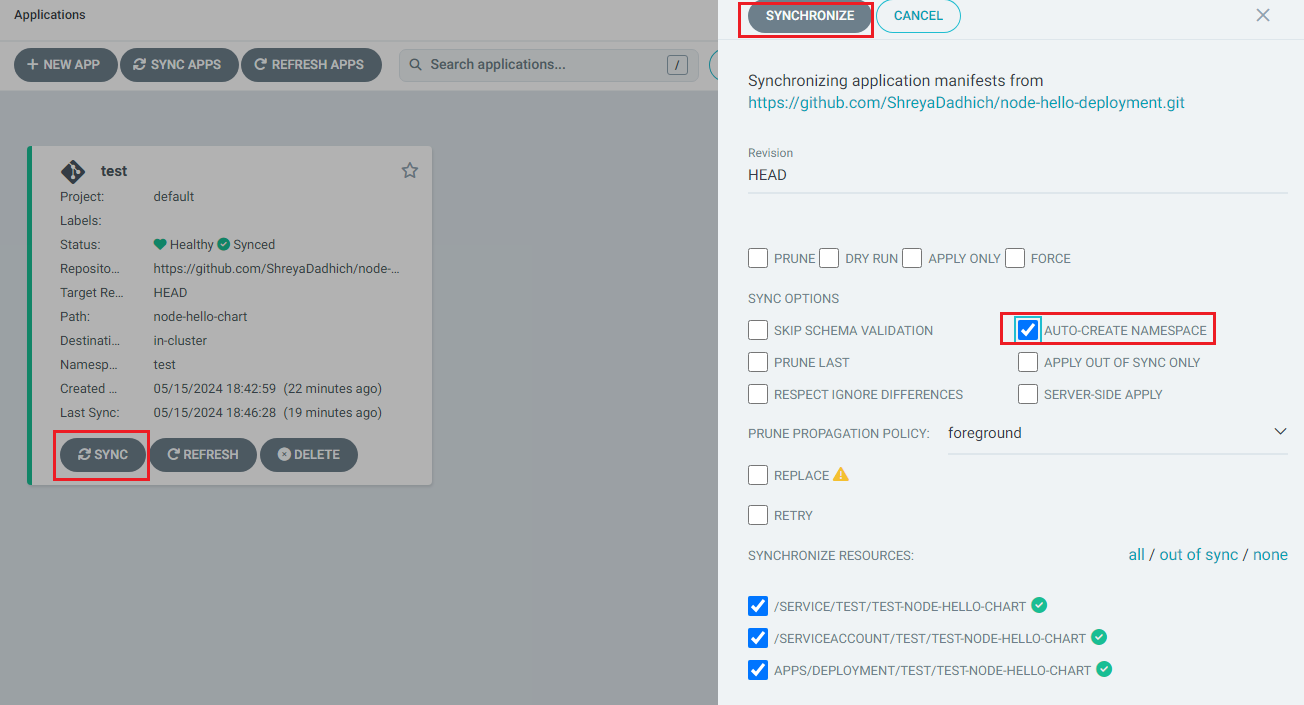 Applications
+ NEW APP SYNC APPS REFRESH APPS Search applications... /
test
Project: default
Labels:
Status: Healthy Synced
Reposito... https://github.com/ShreyaDadhich/node-...
Target Re... HEAD
Path: node-hello-chart
Destinati... in-cluster
Namesp... test
Created ... 05/15/2024 18:42:59 (22 minutes ago)
Last Sync: 05/15/2024 18:46:28 (19 minutes ago)
SYNC REFRESH DELETE
SYNCHRONIZE CANCEL
Synchronizing application manifests from
https://github.com/ShreyaDadhich/node-hello-deployment.git
Revision
HEAD
PRUNE DRY RUN APPLY ONLY FORCE
SYNC OPTIONS
SKIP SCHEMA VALIDATION AUTO-CREATE NAMESPACE
PRUNE LAST APPLY OUT OF SYNC ONLY
RESPECT IGNORE DIFFERENCES SERVER-SIDE APPLY
PRUNE PROPAGATION POLICY: foreground
REPLACE
RETRY
SYNCHRONIZE RESOURCES: all / out of sync / none
/SERVICE/TEST/TEST-NODE-HELLO-CHART
/SERVICEACCOUNT/TEST/TEST-NODE-HELLO-CHART
APPS/DEPLOYMENT/TEST/TEST-NODE-HELLO-CHART